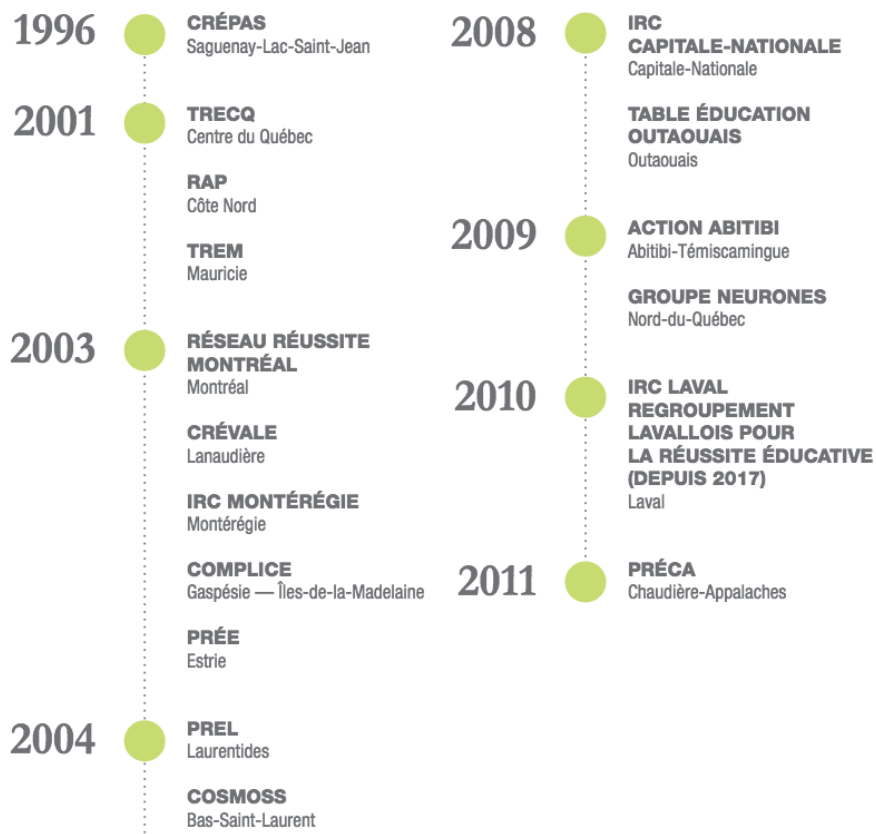 1996
CRÉPAS
Saguenay-Lac-Saint-Jean
2001
TRECQ
Centre du Québec
RAP
Côte Nord
TREM
Mauricie
2003
RÉSEAU RÉUSSITE
MONTRÉAL
Montréal
CRÉVALE
Lanaudière
IRC MONTÉRÉGIE
Montérégie
COMPLICE
Gaspésie — Îles-de-la-Madelaine
PRÉE
Estrie
2004
PREL
Laurentides
COSMOSS
Bas-Saint-Laurent
2008
IRC
CAPITALE-NATIONALE
Capitale-Nationale
TABLE ÉDUCATION
OUTAOUAIS
Outaouais
2009
ACTION ABITIBI
Abitibi-Témiscamingue
GROUPE NEURONES
Nord-du-Québec
2010
IRC LAVAL
REGROUPEMENT
LAVALLOIS POUR
LA RÉUSSITE ÉDUCATIVE
(DEPUIS 2017)
Laval
2011
PRÉCA
Chaudière-Appalaches